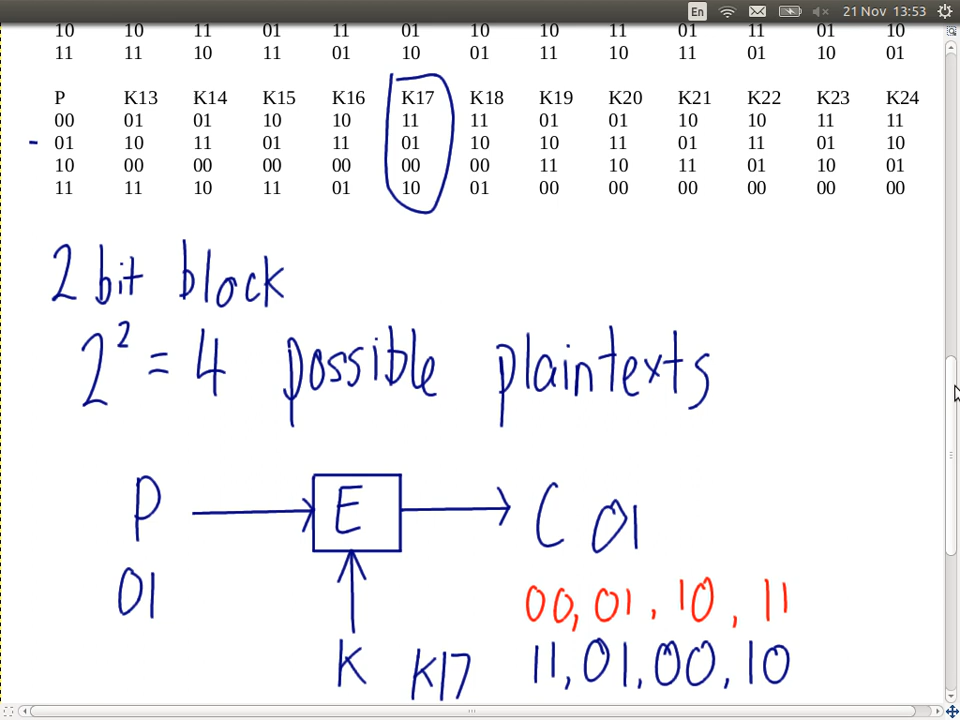 En 21 Nov 13:53
10 10 11 01 11 01 10 10 11 01 11 01 10
11 11 10 11 01 10 01 11 10 11 01 10 01
P K13 K14 K15 K16 K17 K18 K19 K20 K21 K22 K23 K24
00 01 01 10 10 11 11 01 01 10 10 11 11
- 01 10 11 01 11 01 10 10 11 01 11 01 10
10 00 00 00 00 00 00 11 10 11 01 10 01
11 11 10 11 01 10 01 00 00 00 00 00 00
2 bit block
2² = 4 possible plaintexts
P E C 01
01 00, 01, 10, 11
K K17 11, 01, 00, 10